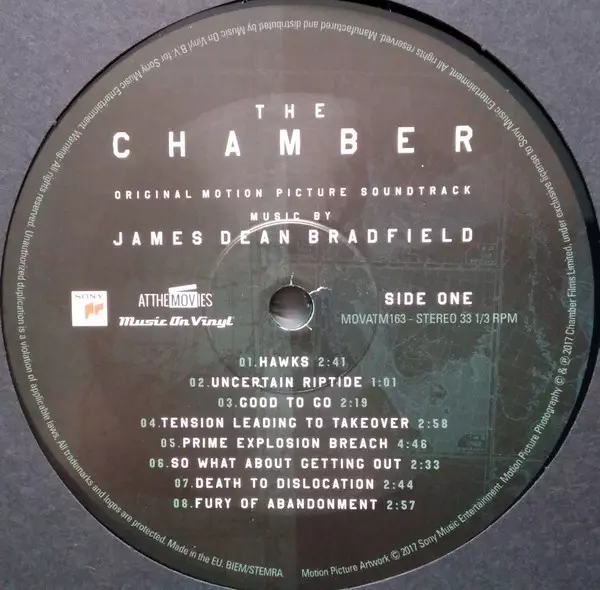 THE
CHAMBER
ORIGINAL MOTION PICTURE SOUNDTRACK
MUSIC BY
JAMES DEAN BRADFIELD
SONY
ATTHEMOVIES
Music On Vinyl
SIDE ONE
MOVATM163 - STEREO 33 1/3 RPM
01.HAWKS 2:41
02.UNCERTAIN RIPTIDE 1:01
03.GOOD TO GO 2:19
04.TENSION LEADING TO TAKEOVER 2:58
05.PRIME EXPLOSION BREACH 4:46
06.SO WHAT ABOUT GETTING OUT 2:33
07.DEATH TO DISLOCATION 2:44
08.FURY OF ABANDONMENT 2:57
Motion Picture Artwork © 2017 Sony Music Entertainment. Motion Picture Photography © & ℗ 2017 Chamber Films Limited, under exclusive license to Sony Music Entertainment. All rights reserved. Manufactured and distributed by Music On Vinyl B.V. for Sony Music Entertainment. Warning: All rights reserved. Unauthorized duplication is a violation of applicable laws. All trademarks and logos are protected. Made in the EU. BIEM/STEMRA